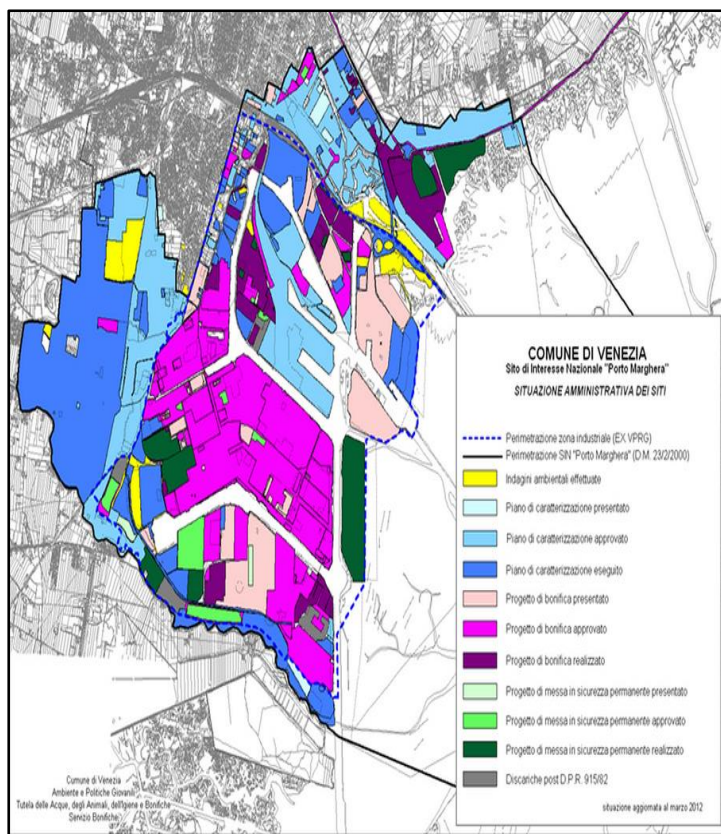 COMUNE DI VENEZIA
Sito di Interesse Nazionale "Porto Marghera"
SITUAZIONE AMMINISTRATIVA DEI SITI
Perimetrazione zona industriale (EX VPRG)
Perimetrazione SIN "Porto Marghera" (D.M. 23/2/2000)
Indagini ambientali effettuate
Piano di caratterizzazione presentato
Piano di caratterizzazione approvato
Piano di caratterizzazione eseguito
Progetto di bonifica presentato
Progetto di bonifica approvato
Progetto di bonifica realizzato
Progetto di messa in sicurezza permanente presentato
Progetto di messa in sicurezza permanente approvato
Progetto di messa in sicurezza permanente realizzato
Discariche post D.P.R. 915/82
situazione aggiornata al marzo 2012
Comune di Venezia
Ambiente e Politiche Giovanili
Tutela delle Acque, degli Animali, dell'Igiene e Bonifiche
Servizio Bonifiche